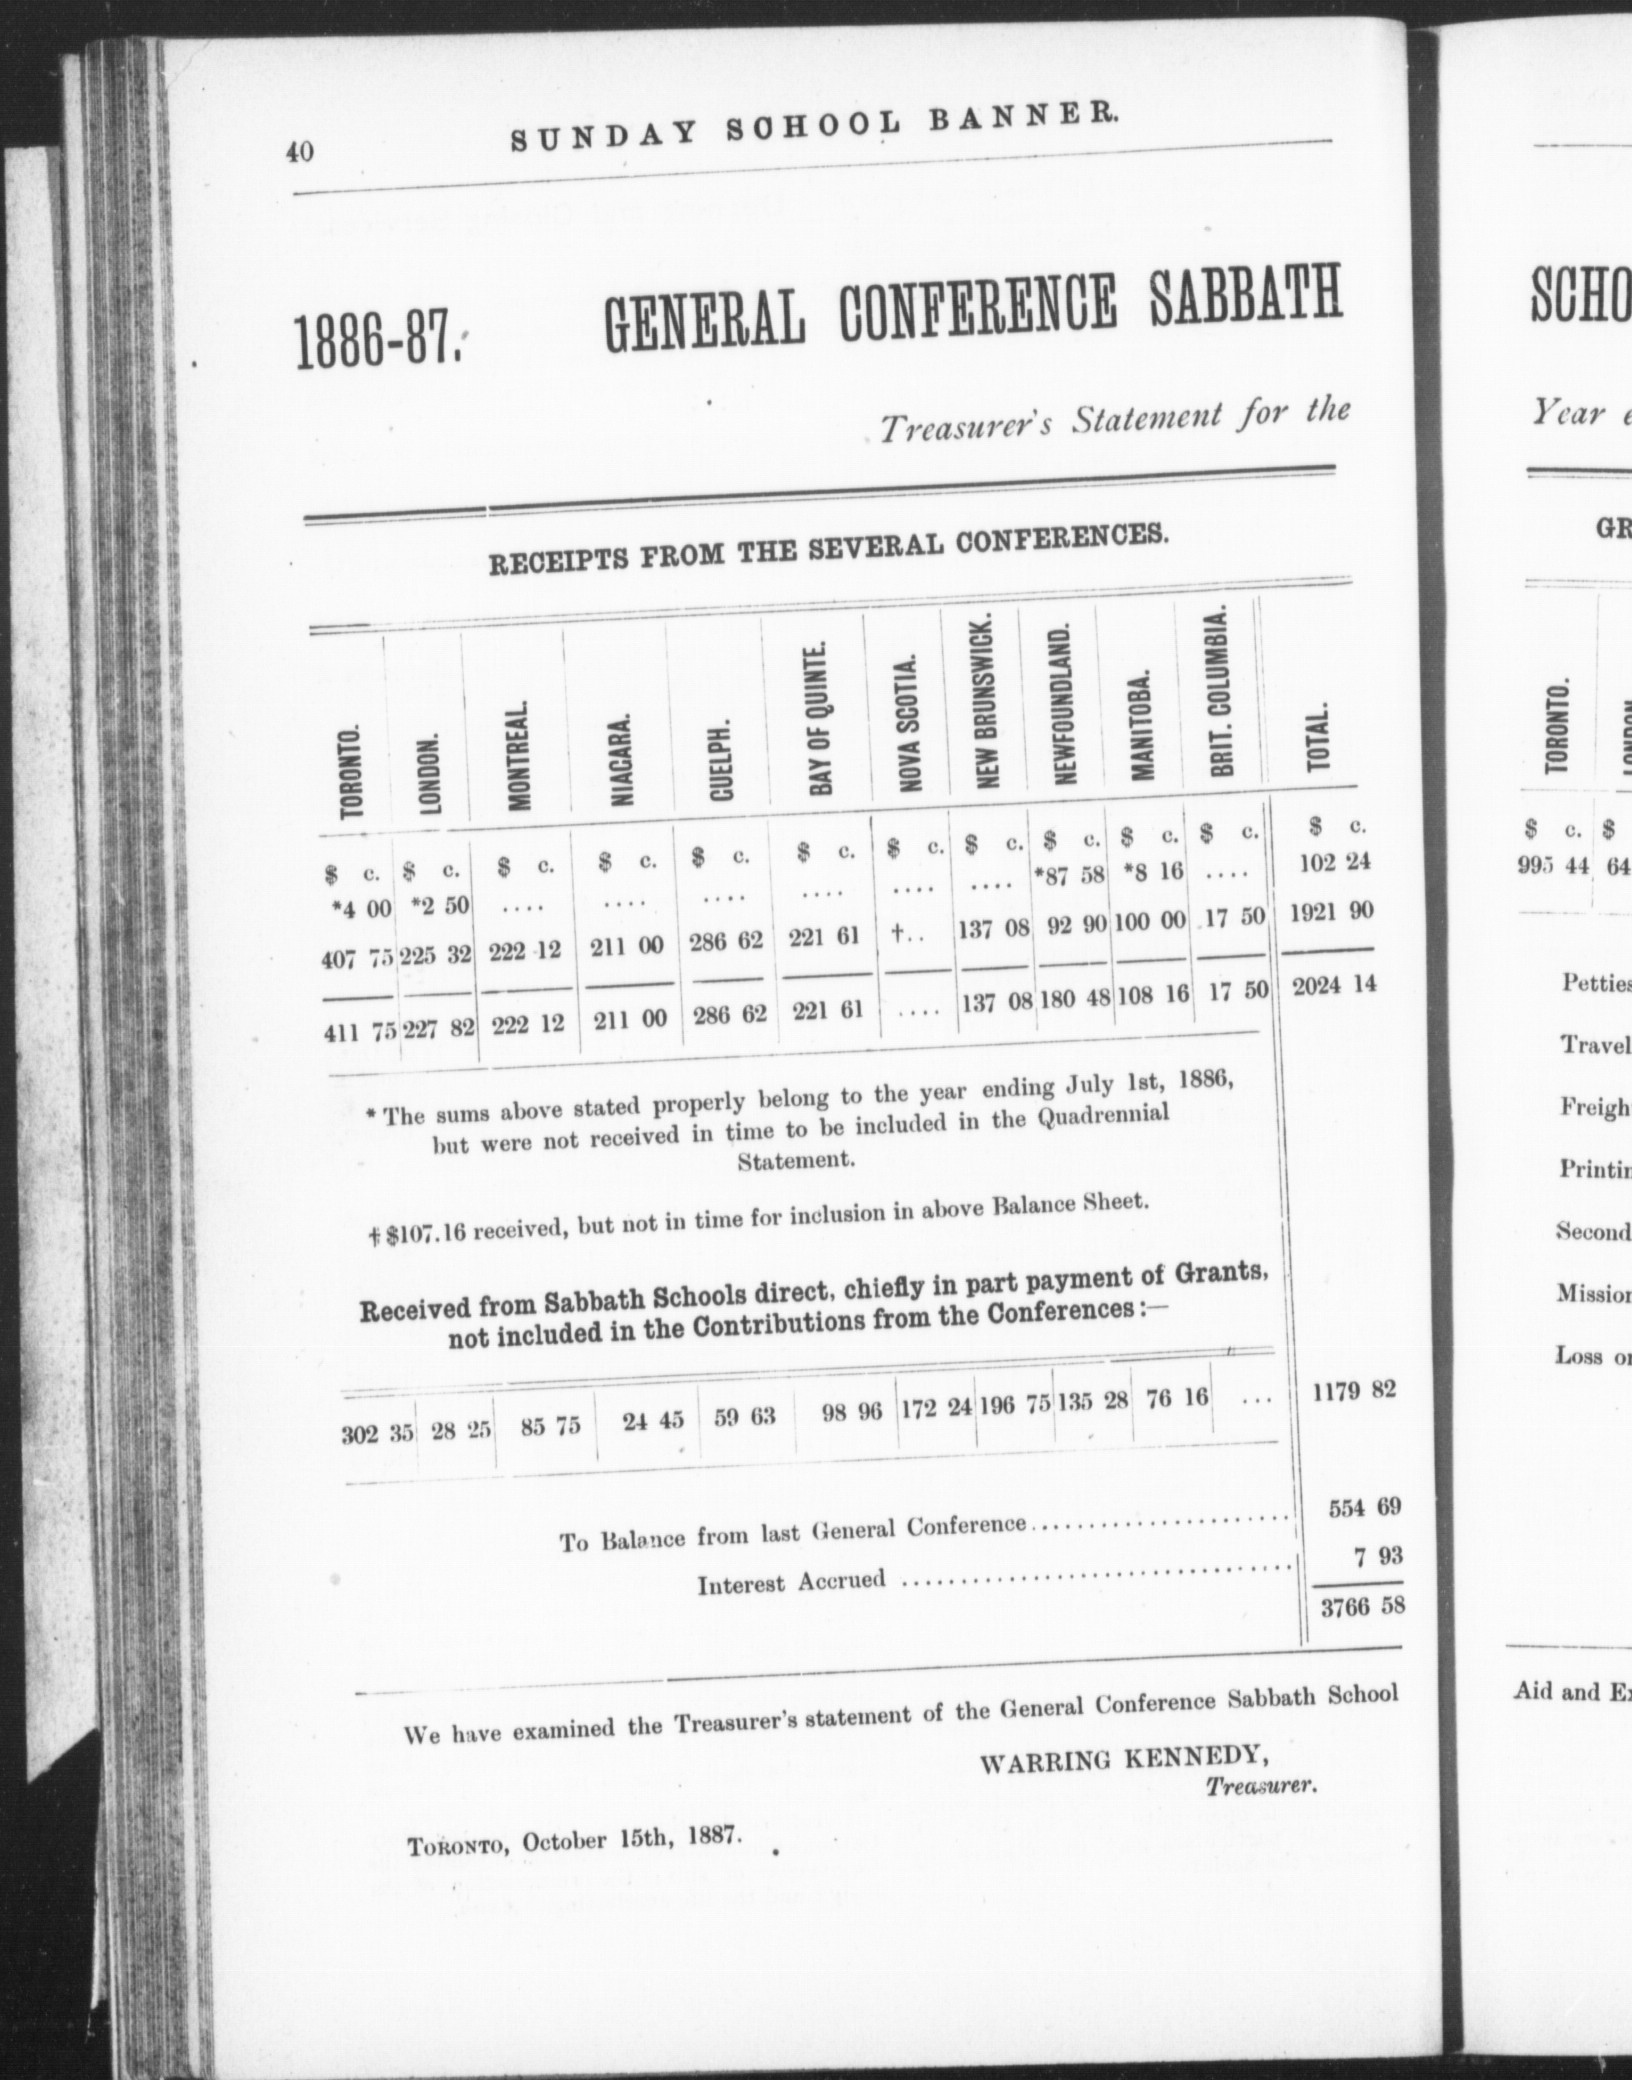 40 SUNDAY SCHOOL BANNER.
1886-87. GENERAL CONFERENCE SABBATH
Treasurer's Statement for the
RECEIPTS FROM THE SEVERAL CONFERENCES.
TORONTO. LONDON. MONTREAL. NIAGARA. GUELPH. BAY OF QUINTE. NOVA SCOTIA. NEW BRUNSWICK. NEWFOUNDLAND. MANITOBA. BRIT. COLUMBIA. TOTAL.
$ c. $ c. $ c. $ c. $ c. $ c. $ c. $ c. $ c. $ c. $ c. $ c.
*4 00 *2 50 .... .... .... .... .... .... *87 58 *8 16 .... 102 24
407 75 225 32 222 12 211 00 286 62 221 61 †.. 137 08 92 90 100 00 17 50 1921 90
411 75 227 82 222 12 211 00 286 62 221 61 .... 137 08 180 48 108 16 17 50 2024 14
* The sums above stated properly belong to the year ending July 1st, 1886,
but were not received in time to be included in the Quadrennial
Statement.
† $107.16 received, but not in time for inclusion in above Balance Sheet.
Received from Sabbath Schools direct, chiefly in part payment of Grants,
not included in the Contributions from the Conferences:—
302 35 28 25 85 75 24 45 59 63 98 96 172 24 196 75 135 28 76 16 ... 1179 82
To Balance from last General Conference ...................... 554 69
Interest Accrued ................................. 7 93
3766 58
We have examined the Treasurer's statement of the General Conference Sabbath School
WARRING KENNEDY,
Treasurer.
TORONTO, October 15th, 1887.
SCHO
Year e
GR
TORONTO.
$ c. $
995 44 64
Petties
Travel
Freigh
Printin
Second
Mission
Loss or
Aid and Ex